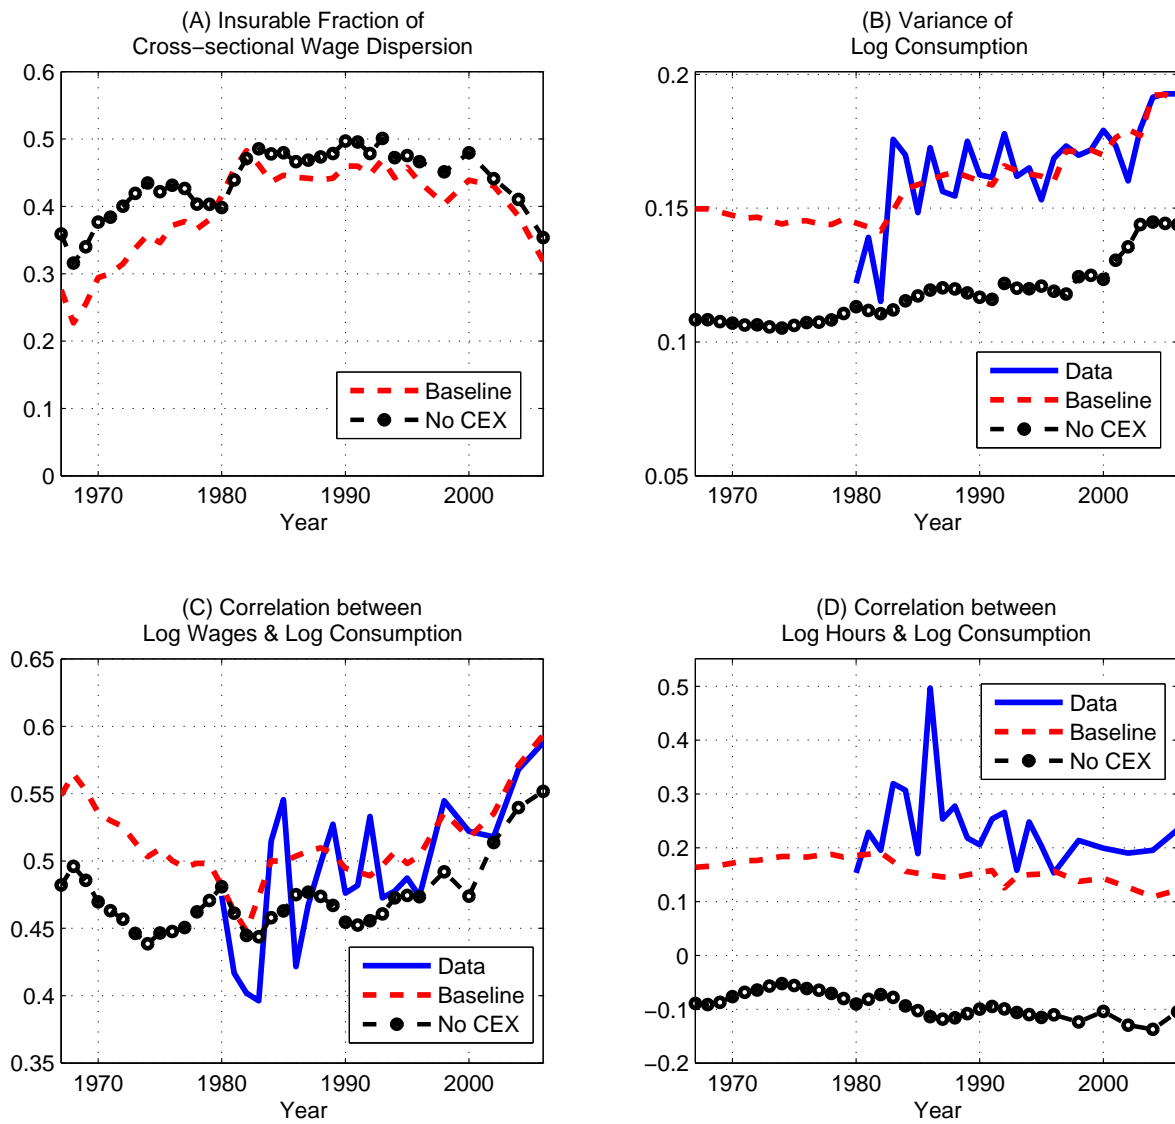 (A) Insurable Fraction of
Cross−sectional Wage Dispersion
0.6
0.5
0.4
0.3
0.2
0.1
0
Baseline
No CEX
1970 1980 1990 2000
Year
(B) Variance of
Log Consumption
0.2
0.15
0.1
0.05
Data
Baseline
No CEX
1970 1980 1990 2000
Year
(C) Correlation between
Log Wages & Log Consumption
0.65
0.6
0.55
0.5
0.45
0.4
0.35
Data
Baseline
No CEX
1970 1980 1990 2000
Year
(D) Correlation between
Log Hours & Log Consumption
0.5
0.4
0.3
0.2
0.1
0
−0.1
−0.2
Data
Baseline
No CEX
1970 1980 1990 2000
Year